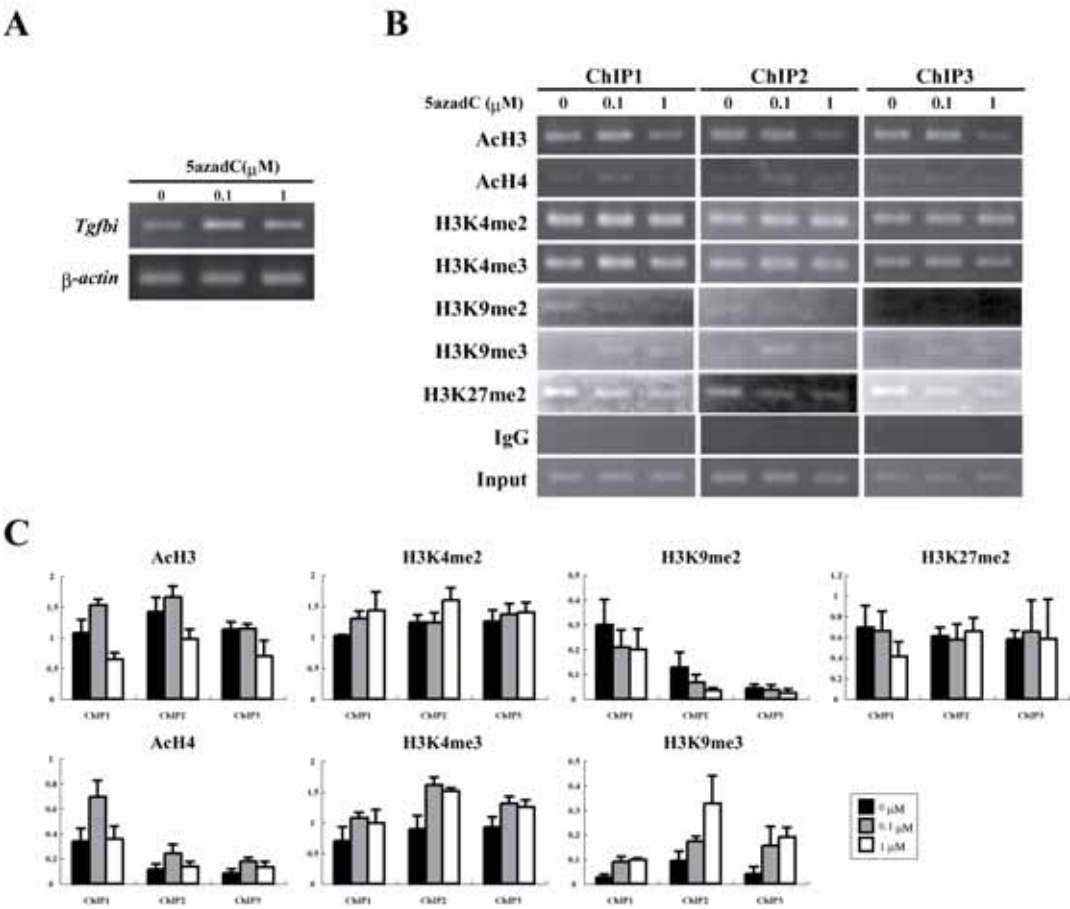 A
5azadC(μM)
0 0.1 1
Tgfbi
β-actin
B
ChIP1 ChIP2 ChIP3
5azadC (μM) 0 0.1 1 0 0.1 1 0 0.1 1
AcH3
AcH4
H3K4me2
H3K4me3
H3K9me2
H3K9me3
H3K27me2
IgG
Input
C
AcH3
2
1.5
1
0.5
0
ChIP1 ChIP2 ChIP3
H3K4me2
2
1.5
1
0.5
0
ChIP1 ChIP2 ChIP3
H3K9me2
0.5
0.4
0.3
0.2
0.1
0
ChIP1 ChIP2 ChIP3
H3K27me2
1.2
1
0.8
0.6
0.4
0.2
0
ChIP1 ChIP2 ChIP3
AcH4
1
0.8
0.6
0.4
0.2
0
ChIP1 ChIP2 ChIP3
H3K4me3
2
1.5
1
0.5
0
ChIP1 ChIP2 ChIP3
H3K9me3
0.5
0.4
0.3
0.2
0.1
0
ChIP1 ChIP2 ChIP3
0 μM
0.1 μM
1 μM